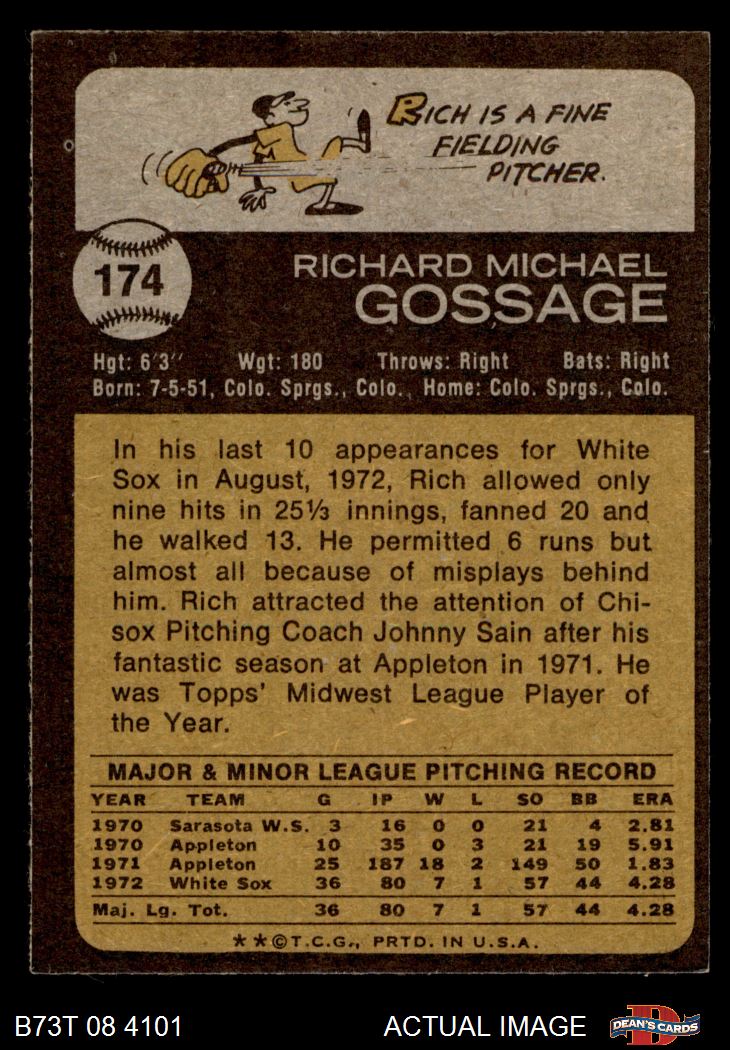 RICH IS A FINE
FIELDING
PITCHER.
174
RICHARD MICHAEL
GOSSAGE
Hgt: 6'3'' Wgt: 180 Throws: Right Bats: Right
Born: 7-5-51, Colo. Sprgs., Colo., Home: Colo. Sprgs., Colo.
In his last 10 appearances for White
Sox in August, 1972, Rich allowed only
nine hits in 25⅓ innings, fanned 20 and
he walked 13. He permitted 6 runs but
almost all because of misplays behind
him. Rich attracted the attention of Chi-
sox Pitching Coach Johnny Sain after his
fantastic season at Appleton in 1971. He
was Topps' Midwest League Player of
the Year.
MAJOR & MINOR LEAGUE PITCHING RECORD
YEAR TEAM G IP W L SO BB ERA
1970 Sarasota W.S. 3 16 0 0 21 4 2.81
1970 Appleton 10 35 0 3 21 19 5.91
1971 Appleton 25 187 18 2 149 50 1.83
1972 White Sox 36 80 7 1 57 44 4.28
Maj. Lg. Tot. 36 80 7 1 57 44 4.28
★★©T.C.G., PRTD. IN U.S.A.
B73T 08 4101 ACTUAL IMAGE DEAN'S CARDS